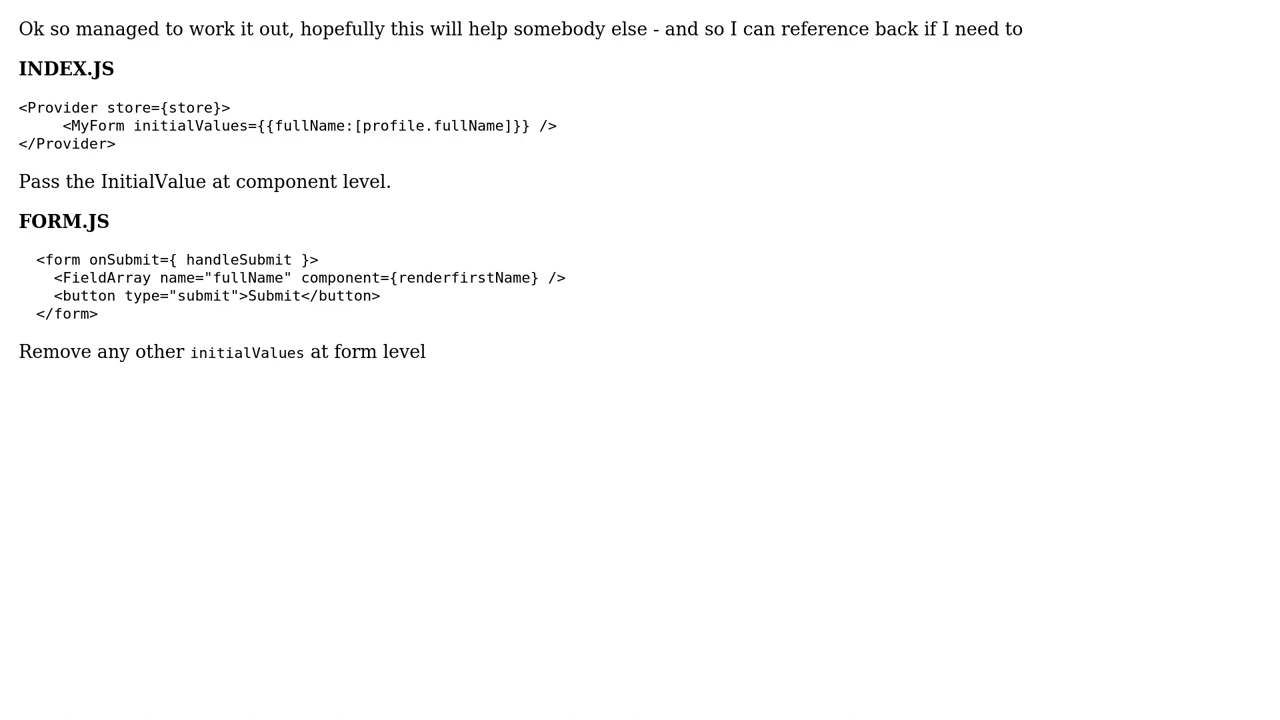 Ok so managed to work it out, hopefully this will help somebody else - and so I can reference back if I need to
INDEX.JS
<Provider store={store}>
     <MyForm initialValues={{fullName:[profile.fullName]}} />
</Provider>
Pass the InitialValue at component level.
FORM.JS
  <form onSubmit={ handleSubmit }>
    <FieldArray name="fullName" component={renderfirstName} />
    <button type="submit">Submit</button>
  </form>
Remove any other initialValues at form level